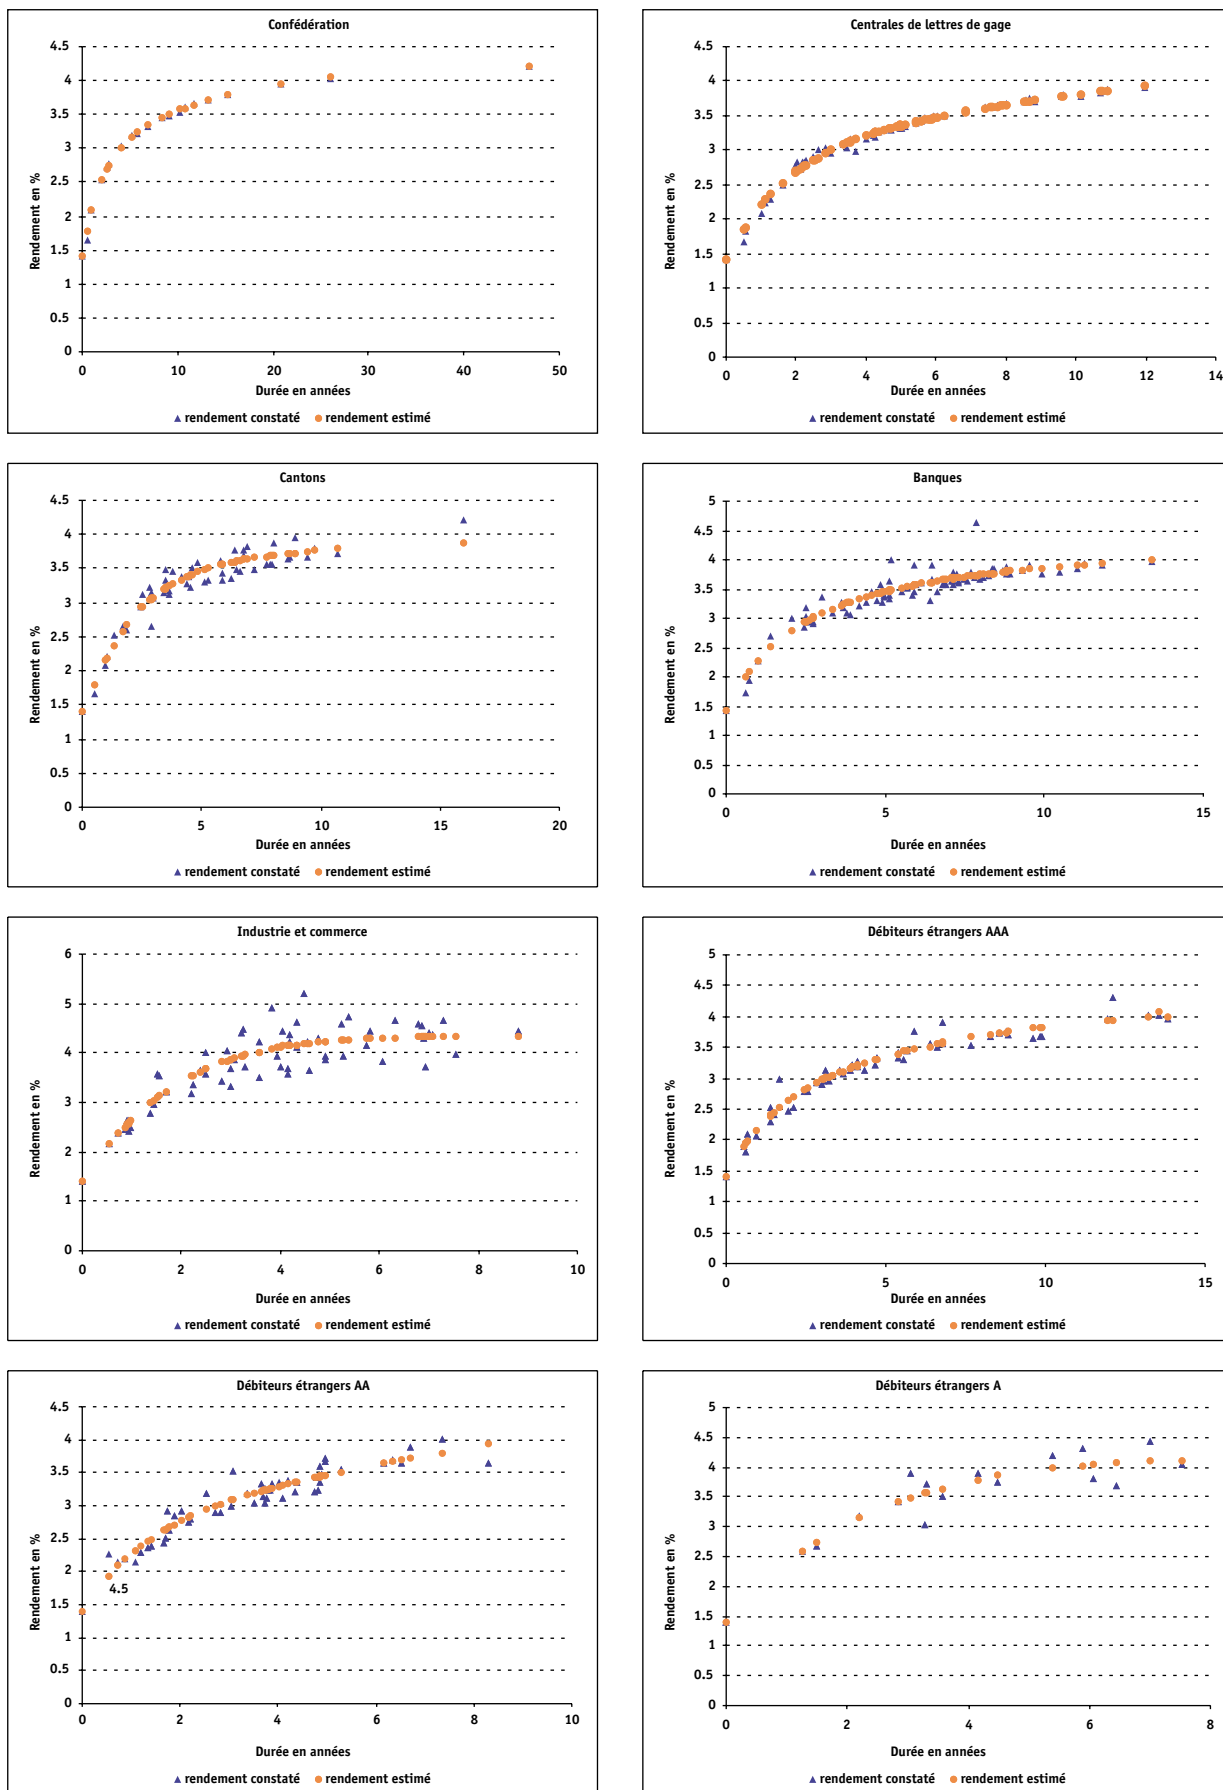 Confédération
Rendement en %
4.5
4
3.5
3
2.5
2
1.5
1
0.5
0
0 10 20 30 40 50
Durée en années
rendement constaté rendement estimé
Centrales de lettres de gage
Rendement en %
4.5
4
3.5
3
2.5
2
1.5
1
0.5
0
0 2 4 6 8 10 12 14
Durée en années
rendement constaté rendement estimé
Cantons
Rendement en %
4.5
4
3.5
3
2.5
2
1.5
1
0.5
0
0 5 10 15 20
Durée en années
rendement constaté rendement estimé
Banques
Rendement en %
5
4.5
4
3.5
3
2.5
2
1.5
1
0.5
0
0 5 10 15
Durée en années
rendement constaté rendement estimé
Industrie et commerce
Rendement en %
6
5
4
3
2
1
0
0 2 4 6 8 10
Durée en années
rendement constaté rendement estimé
Débiteurs étrangers AAA
Rendement en %
5
4.5
4
3.5
3
2.5
2
1.5
1
0.5
0
0 5 10 15
Durée en années
rendement constaté rendement estimé
Débiteurs étrangers AA
Rendement en %
4.5
4
3.5
3
2.5
2
1.5
1
0.5
0
4.5
0 2 4 6 8 10
Durée en années
rendement constaté rendement estimé
Débiteurs étrangers A
Rendement en %
5
4.5
4
3.5
3
2.5
2
1.5
1
0.5
0
0 2 4 6 8
Durée en années
rendement constaté rendement estimé